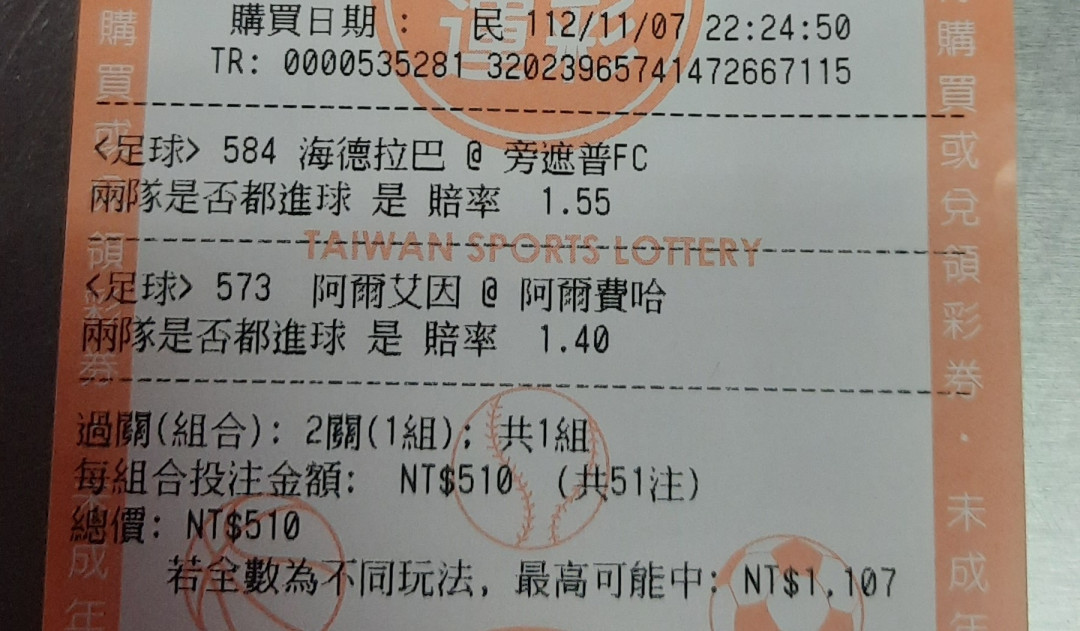 購買日期： 民 112/11/07 22:24:50
TR: 0000535281 32023965741472667115
<足球> 584 海德拉巴 @ 旁遮普FC
兩隊是否都進球 是 賠率 1.55
TAIWAN SPORTS LOTTERY
<足球> 573 阿爾艾因 @ 阿爾費哈
兩隊是否都進球 是 賠率 1.40
過關(組合): 2關(1組); 共1組
每組合投注金額: NT$510 (共51注)
總價: NT$510
若全數為不同玩法, 最高可能中: NT$1,107
購買或兌領彩券．未成年